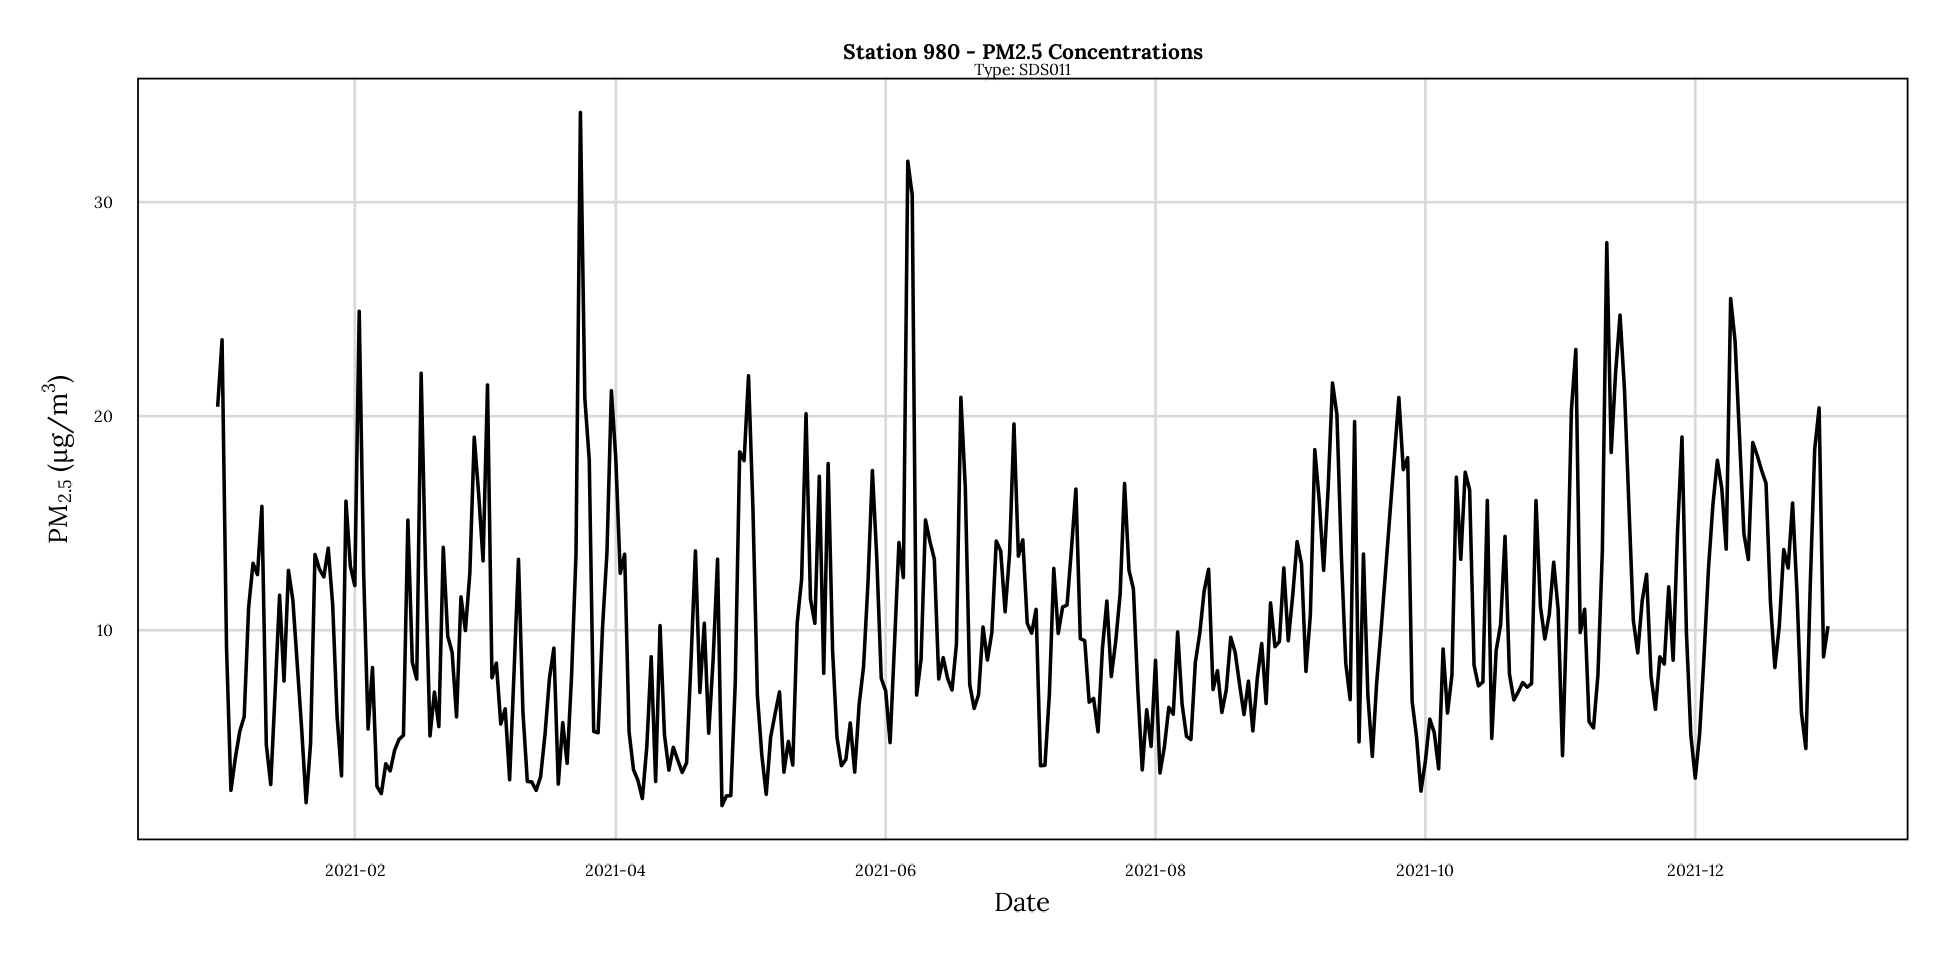 Station 980 - PM2.5 Concentrations
Type: SDS011
PM₂.₅ (µg/m³)
30
20
10
2021-02 2021-04 2021-06 2021-08 2021-10 2021-12
Date